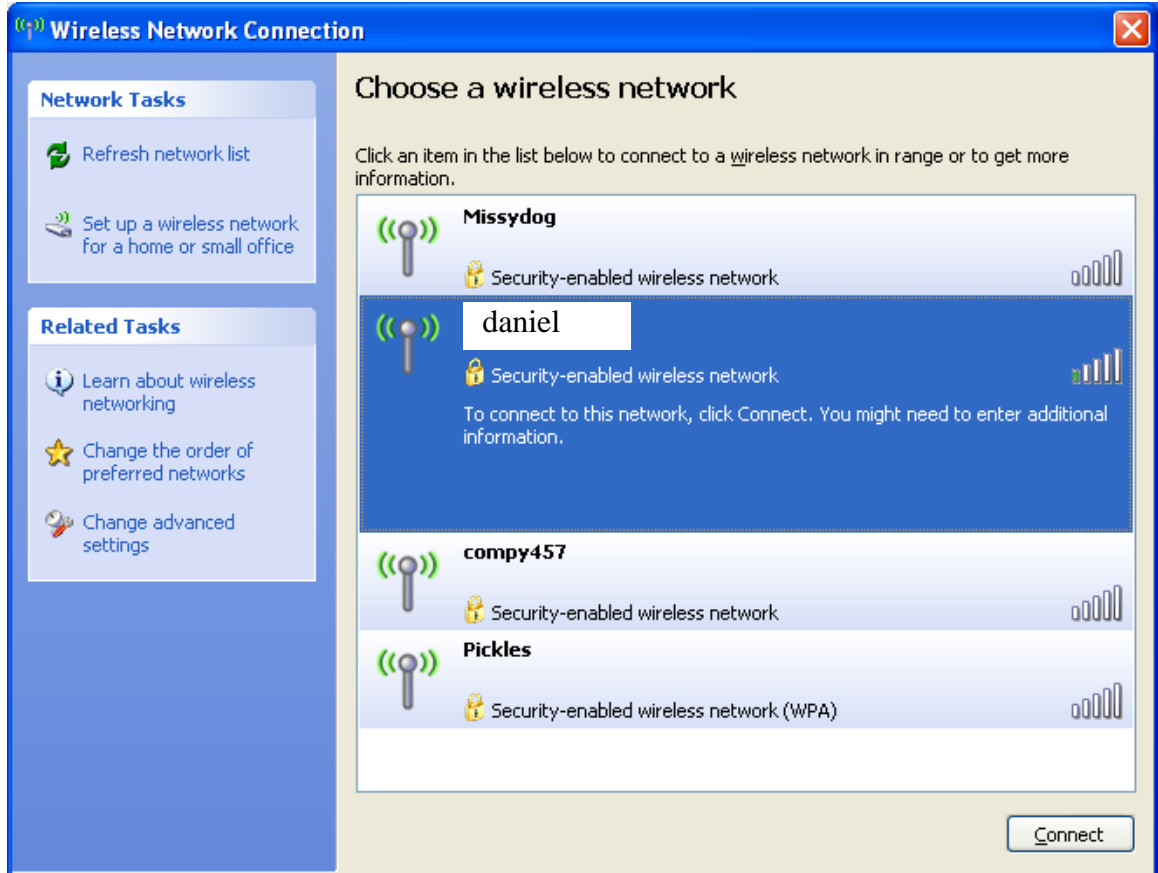 Wireless Network Connection
Network Tasks
Refresh network list
Set up a wireless network
for a home or small office
Related Tasks
Learn about wireless
networking
Change the order of
preferred networks
Change advanced
settings
Choose a wireless network
Click an item in the list below to connect to a wireless network in range or to get more
information.
Missydog
Security-enabled wireless network
daniel
Security-enabled wireless network
To connect to this network, click Connect. You might need to enter additional
information.
compy457
Security-enabled wireless network
Pickles
Security-enabled wireless network (WPA)
Connect